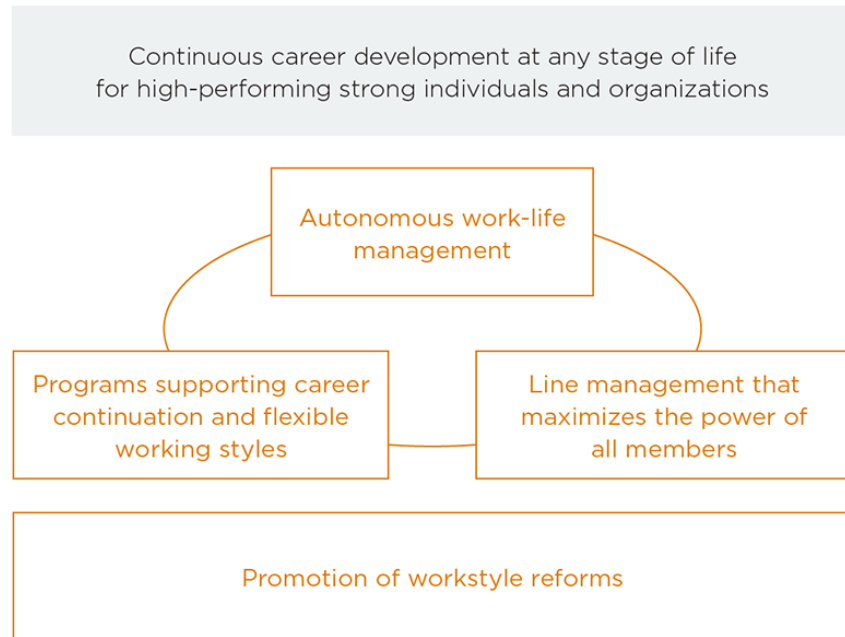 Continuous career development at any stage of life
for high-performing strong individuals and organizations
Autonomous work-life
management
Programs supporting career
continuation and flexible
working styles
Line management that
maximizes the power of
all members
Promotion of workstyle reforms